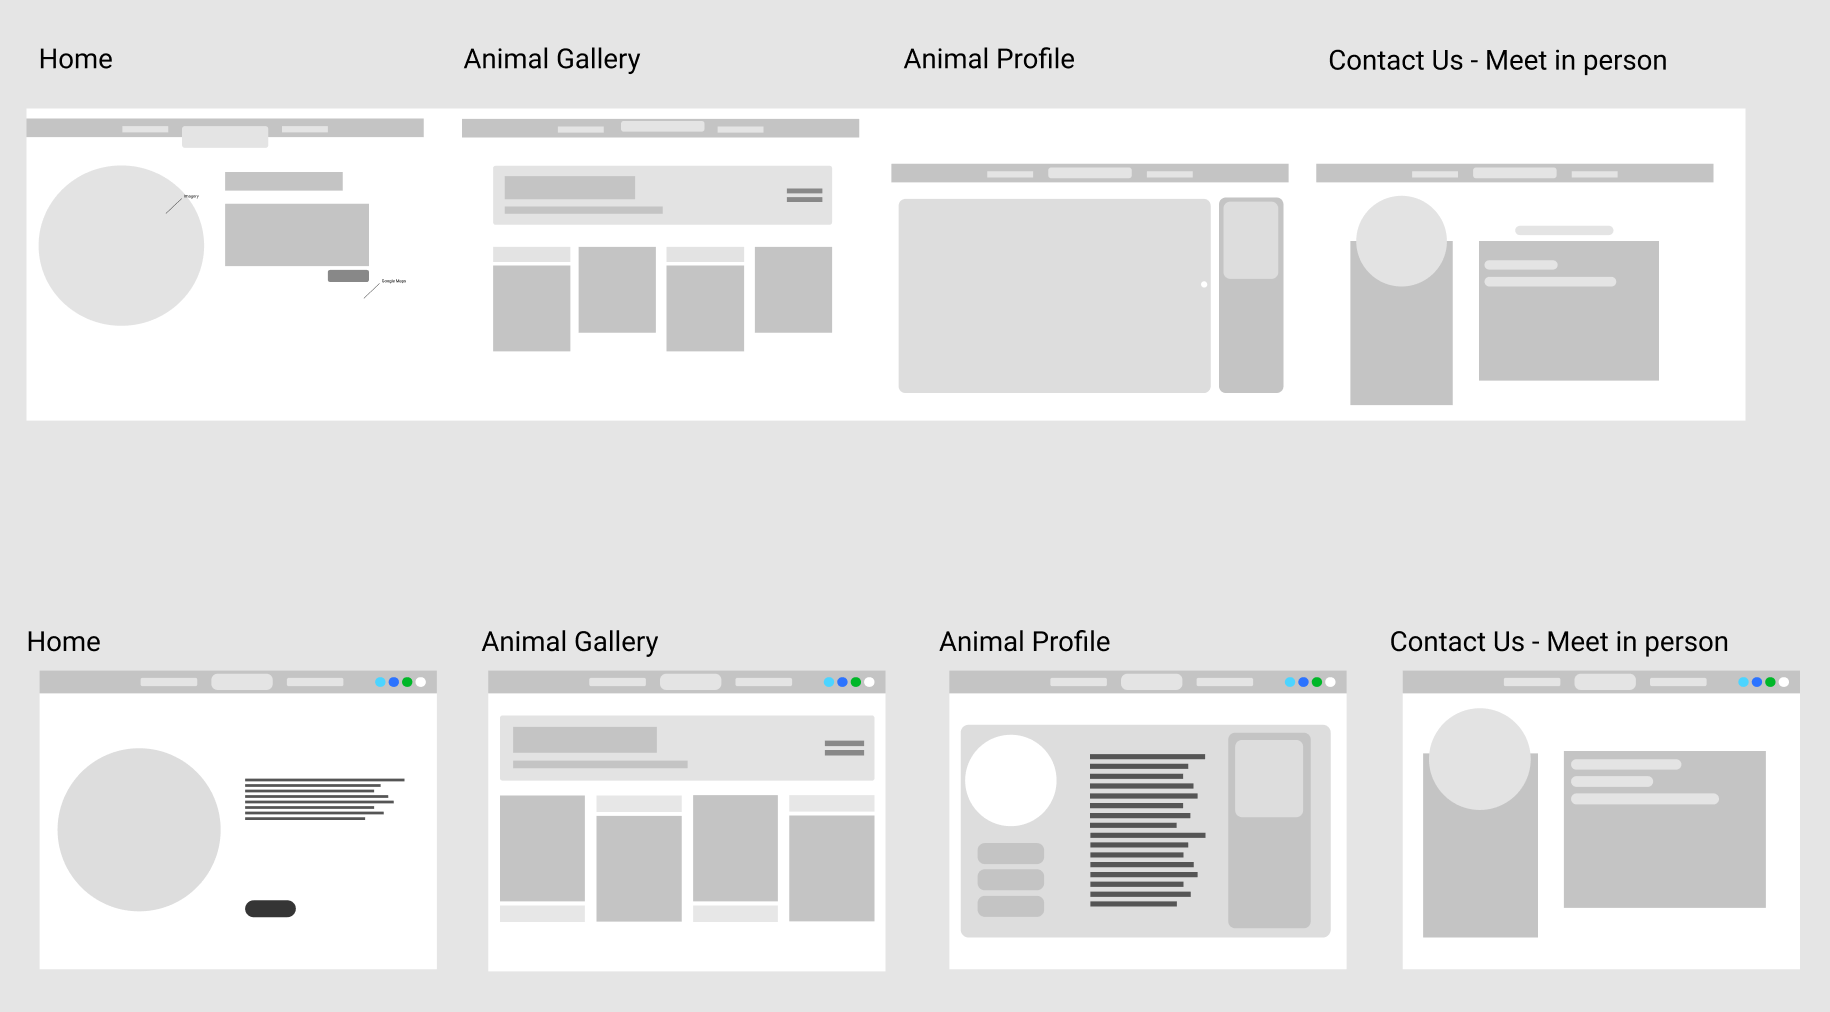 Home
Animal Gallery
Animal Profile
Contact Us - Meet in person
Imagery
Google Maps
Home
Animal Gallery
Animal Profile
Contact Us - Meet in person